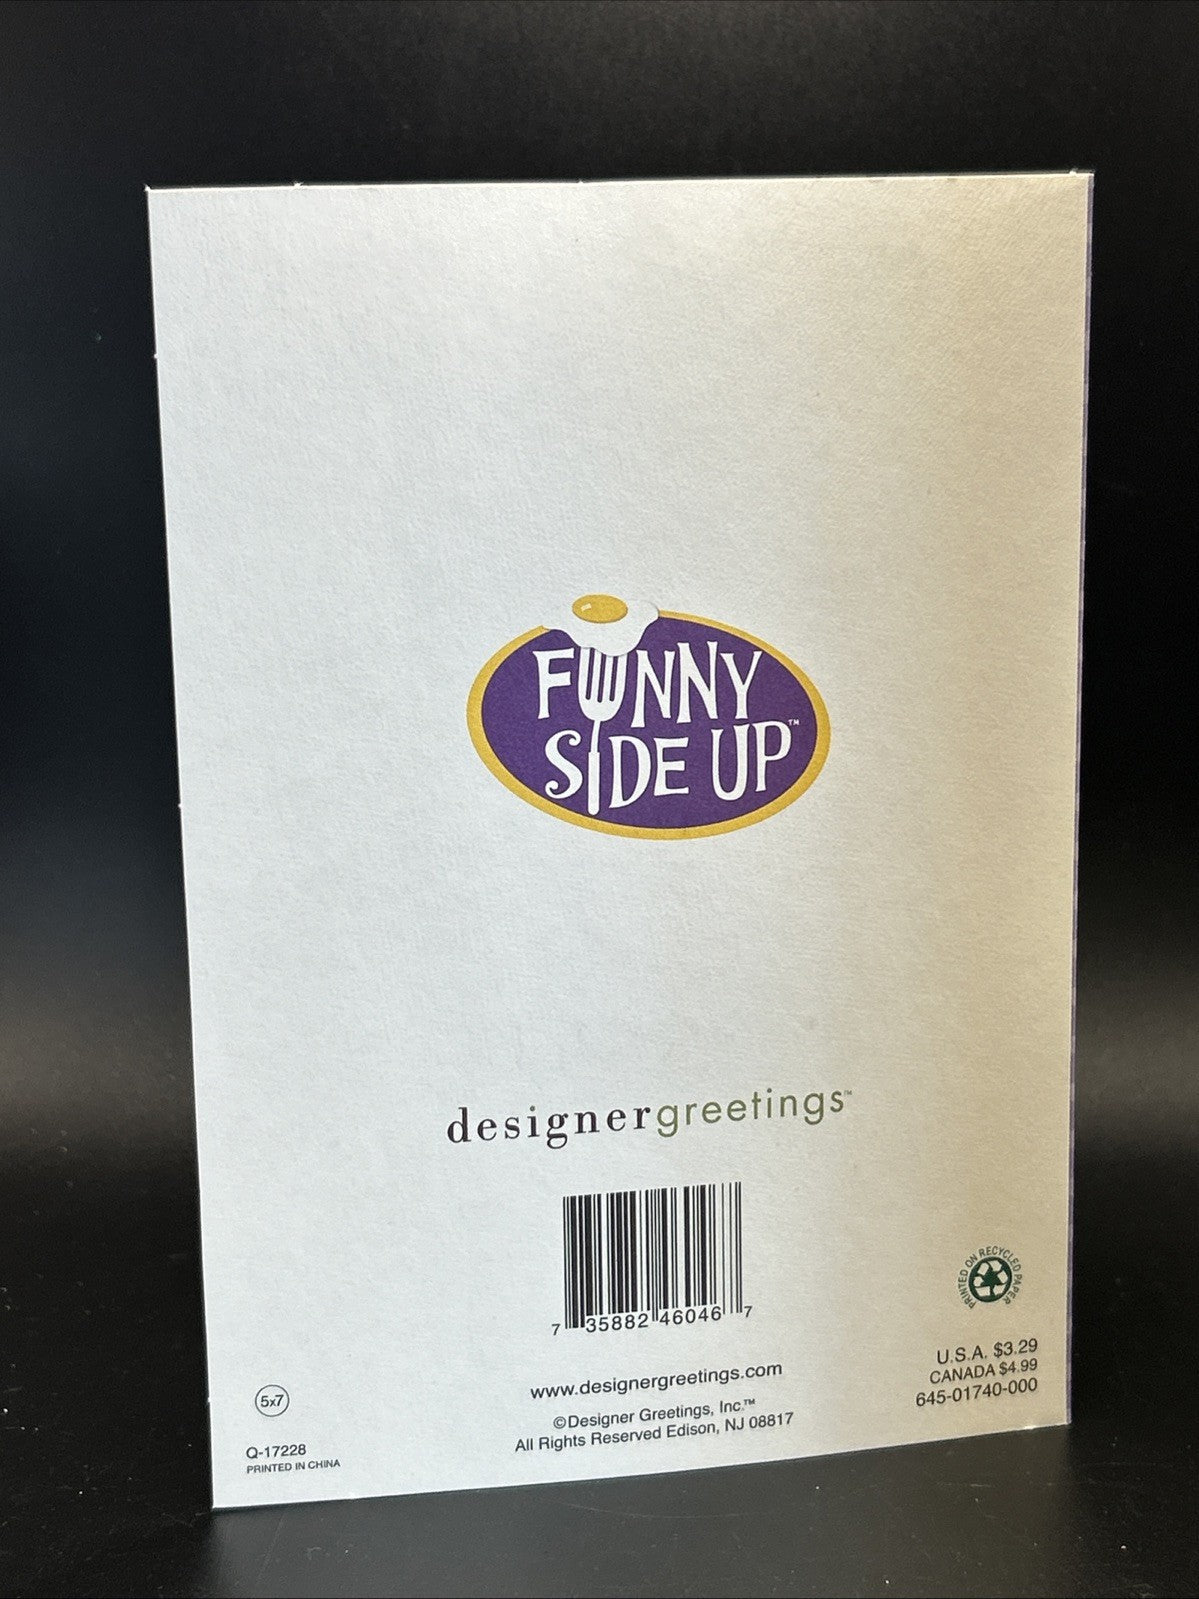 FUNNY
SIDE UP™
designergreetings™
7 35882 46046 7
PRINTED ON RECYCLED PAPER
U.S.A. $3.29
CANADA $4.99
645-01740-000
www.designergreetings.com
©Designer Greetings, Inc.™
All Rights Reserved Edison, NJ 08817
5x7
Q-17228
PRINTED IN CHINA